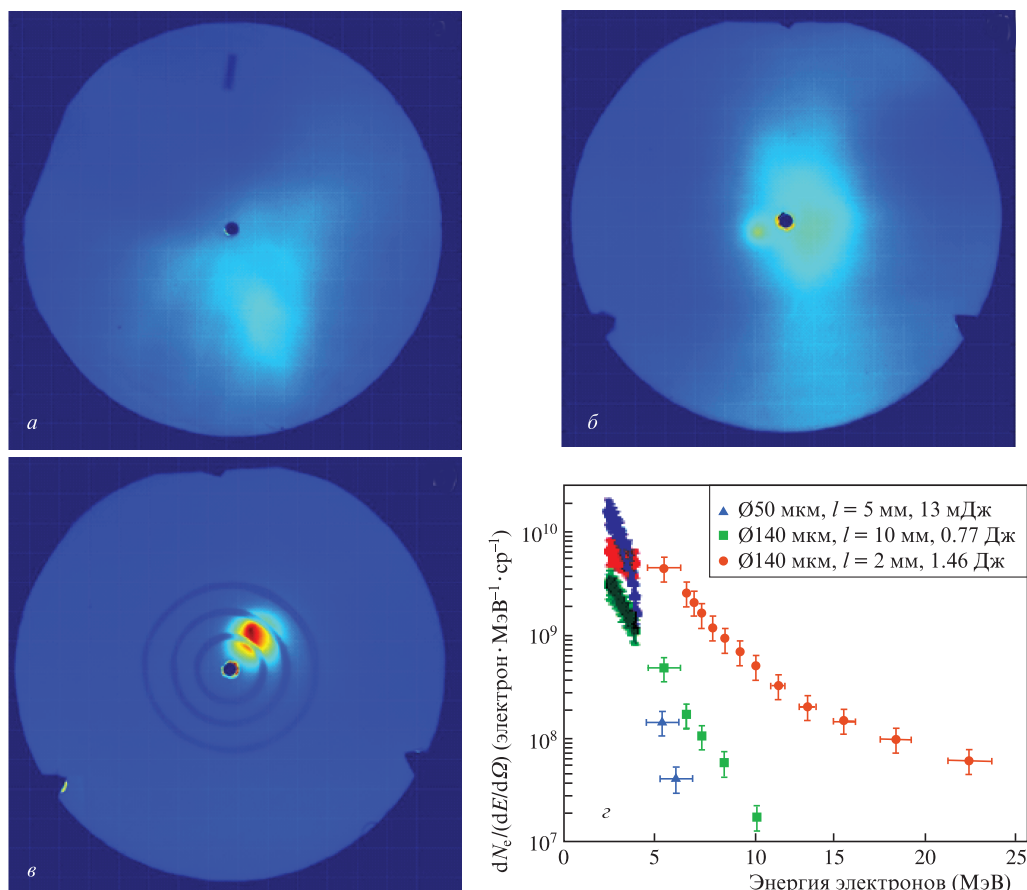 а
б
в
г
Ø50 мкм, l = 5 мм, 13 мДж
Ø140 мкм, l = 10 мм, 0.77 Дж
Ø140 мкм, l = 2 мм, 1.46 Дж
dNₑ/(dE/dΩ) (электрон · МэВ⁻¹ · ср⁻¹)
10¹⁰
10⁹
10⁸
10⁷
0 5 10 15 20 25
Энергия электронов (МэВ)